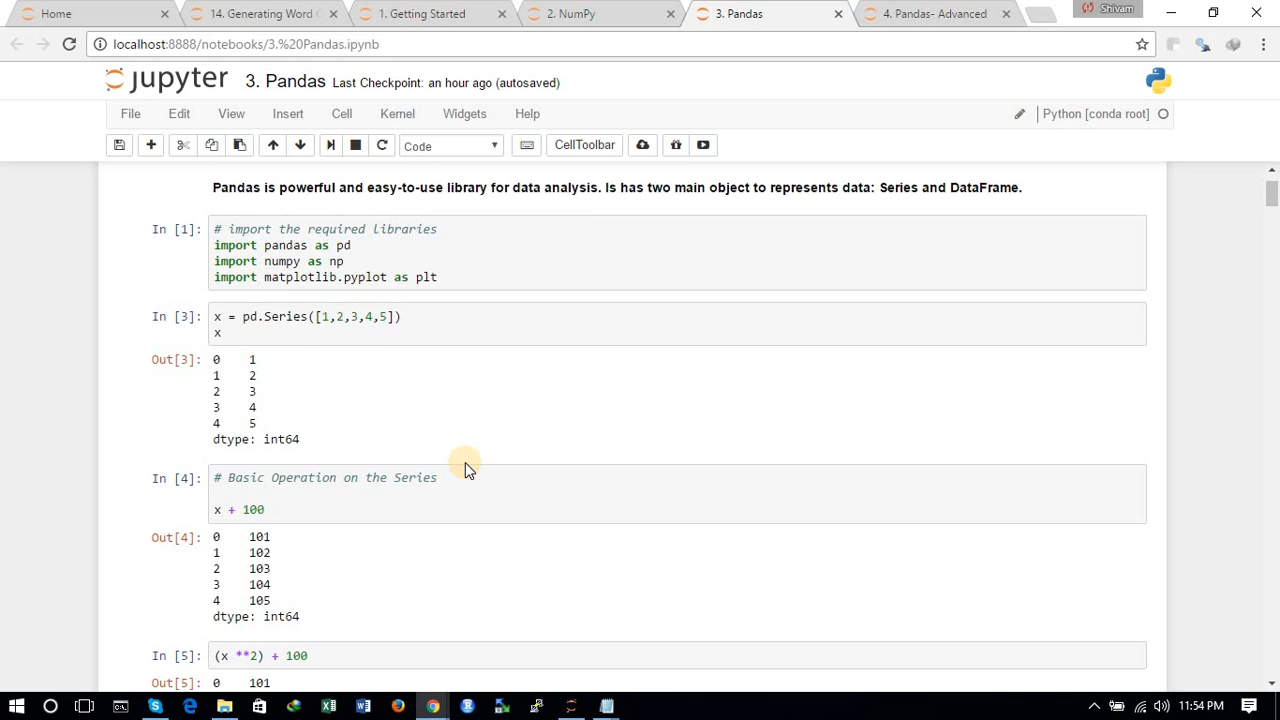 Home
14. Generating Word C
1. Getting Started
2. NumPy
3. Pandas
4. Pandas- Advanced
Shivam
localhost:8888/notebooks/3.%20Pandas.ipynb
jupyter 3. Pandas Last Checkpoint: an hour ago (autosaved)
File Edit View Insert Cell Kernel Widgets Help Python [conda root]
Code CellToolbar
Pandas is powerful and easy-to-use library for data analysis. Is has two main object to represents data: Series and DataFrame.
In [1]: # import the required libraries
import pandas as pd
import numpy as np
import matplotlib.pyplot as plt
In [3]: x = pd.Series([1,2,3,4,5])
x
Out[3]: 0 1
1 2
2 3
3 4
4 5
dtype: int64
In [4]: # Basic Operation on the Series
x + 100
Out[4]: 0 101
1 102
2 103
3 104
4 105
dtype: int64
In [5]: (x **2) + 100
Out[5]: 0 101
11:54 PM